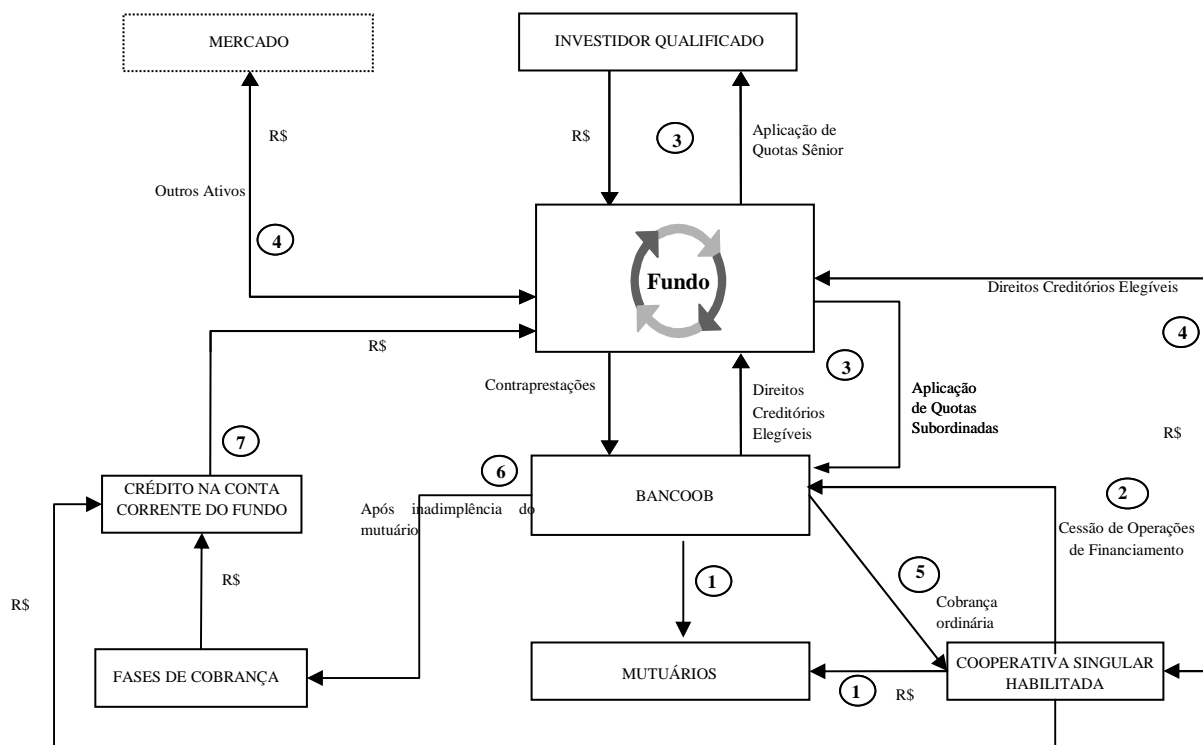 MERCADO
INVESTIDOR QUALIFICADO
R$
R$
3
Aplicação de
Quotas Sênior
Outros Ativos
4
Fundo
Direitos Creditórios Elegíveis
4
R$
3
Contraprestações
Direitos
Creditórios
Elegíveis
Aplicação
de Quotas
Subordinadas
R$
7
6
CRÉDITO NA CONTA
CORRENTE DO FUNDO
Após inadimplência do
mutuário
BANCOOB
2
Cessão de Operações
de Financiamento
R$
R$
1
5
Cobrança
ordinária
FASES DE COBRANÇA
MUTUÁRIOS
COOPERATIVA SINGULAR
HABILITADA
1
R$